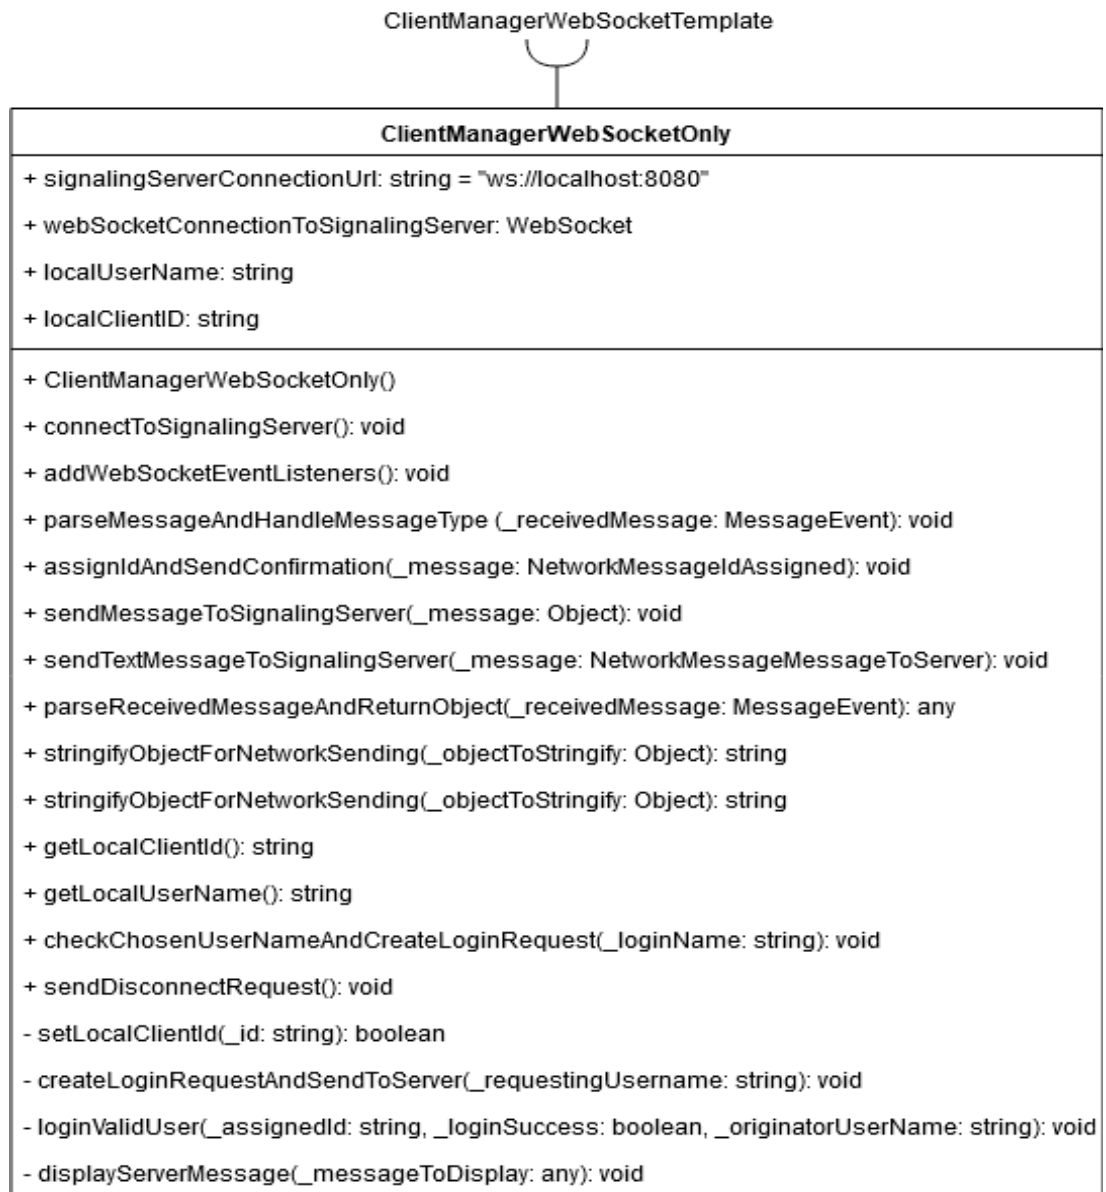 ClientManagerWebSocketTemplate
ClientManagerWebSocketOnly
+ signalingServerConnectionUrl: string = "ws://localhost:8080"
+ webSocketConnectionToSignalingServer: WebSocket
+ localUserName: string
+ localClientID: string
+ ClientManagerWebSocketOnly()
+ connectToSignalingServer(): void
+ addWebSocketEventListeners(): void
+ parseMessageAndHandleMessageType (_receivedMessage: MessageEvent): void
+ assignIdAndSendConfirmation(_message: NetworkMessageIdAssigned): void
+ sendMessageToSignalingServer(_message: Object): void
+ sendTextMessageToSignalingServer(_message: NetworkMessageMessageToServer): void
+ parseReceivedMessageAndReturnObject(_receivedMessage: MessageEvent): any
+ stringifyObjectForNetworkSending(_objectToStringify: Object): string
+ stringifyObjectForNetworkSending(_objectToStringify: Object): string
+ getLocalClientId(): string
+ getLocalUserName(): string
+ checkChosenUserNameAndCreateLoginRequest(_loginName: string): void
+ sendDisconnectRequest(): void
- setLocalClientId(_id: string): boolean
- createLoginRequestAndSendToServer(_requestingUsername: string): void
- loginValidUser(_assignedId: string, _loginSuccess: boolean, _originatorUserName: string): void
- displayServerMessage(_messageToDisplay: any): void